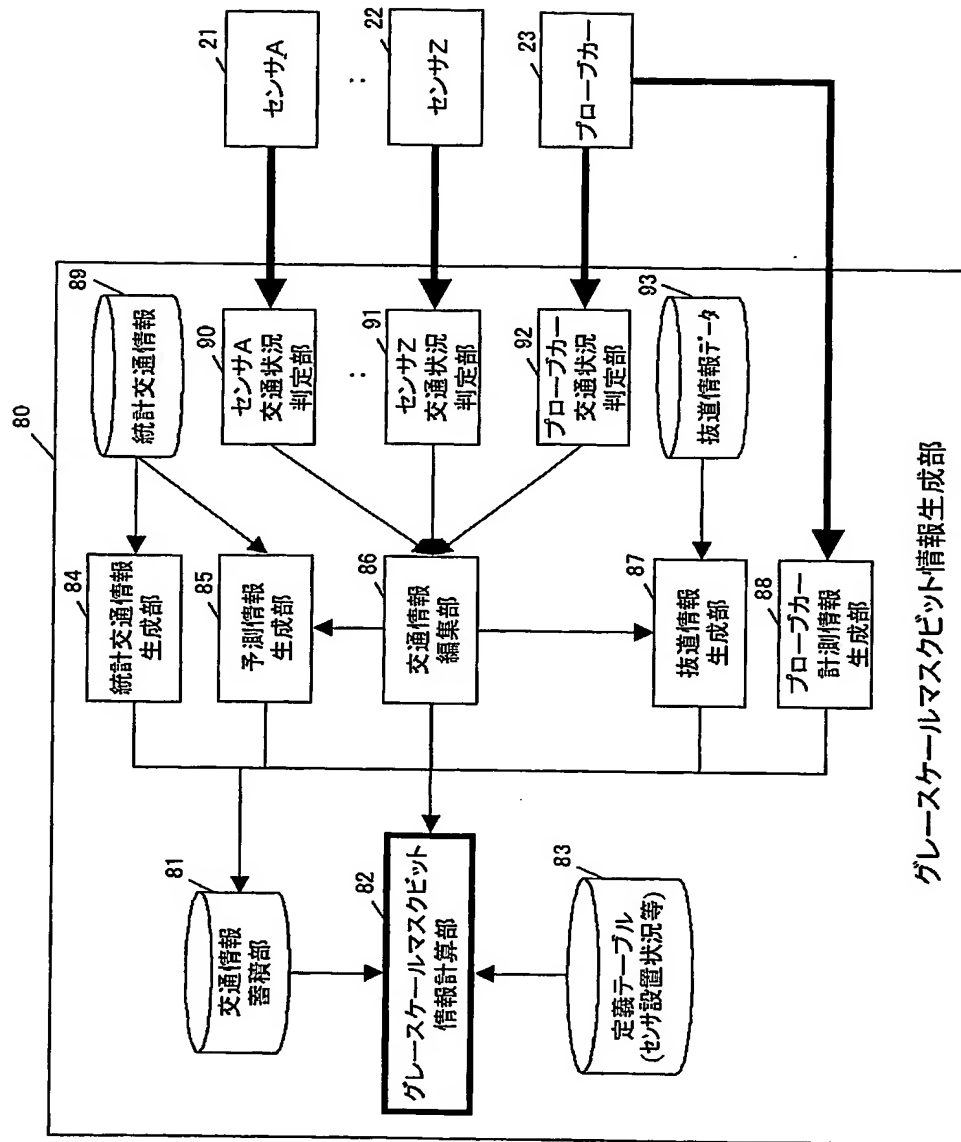 80
89
統計交通情報
90
センサA
交通状況
判定部
:
91
センサZ
交通状況
判定部
92
プローブカー
交通状況
判定部
93
抜道情報データ
21
センサA
:
22
センサZ
23
プローブカー
84
統計交通情報
生成部
85
予測情報
生成部
86
交通情報
編集部
87
抜道情報
生成部
88
プローブカー
計測情報
生成部
81
交通情報
蓄積部
82
グレースケールマスクビット
情報計算部
83
定義テーブル
(センサ設置状況等)
グレースケールマスクビット情報生成部